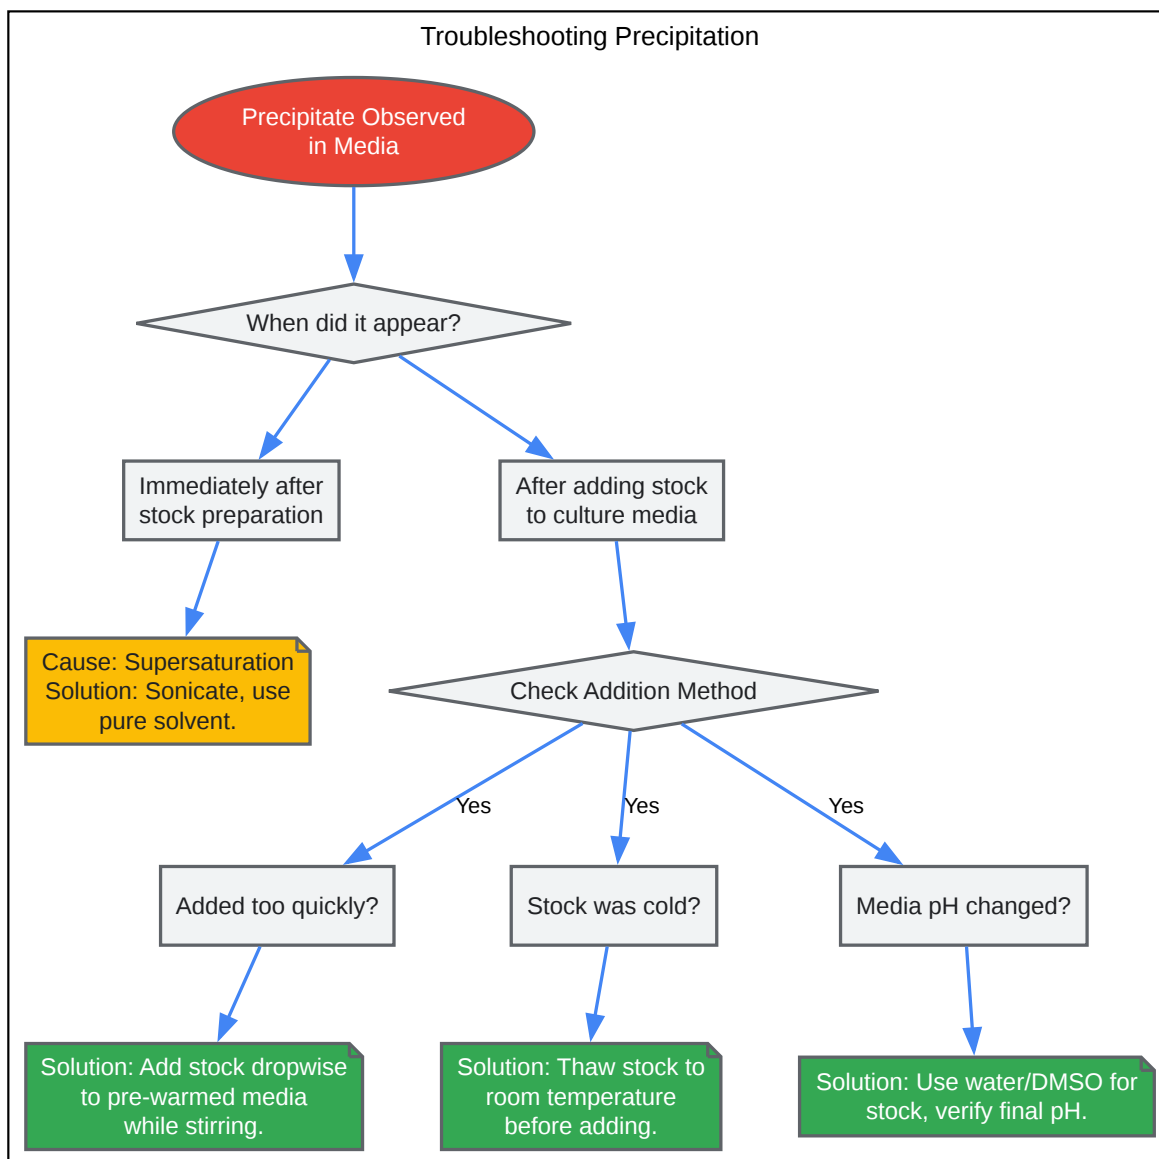 Troubleshooting Precipitation
Precipitate Observed
in Media
When did it appear?
Immediately after
stock preparation
After adding stock
to culture media
Cause: Supersaturation
Solution: Sonicate, use
pure solvent.
Check Addition Method
Yes
Yes
Yes
Added too quickly?
Stock was cold?
Media pH changed?
Solution: Add stock dropwise
to pre-warmed media
while stirring.
Solution: Thaw stock to
room temperature
before adding.
Solution: Use water/DMSO for
stock, verify final pH.